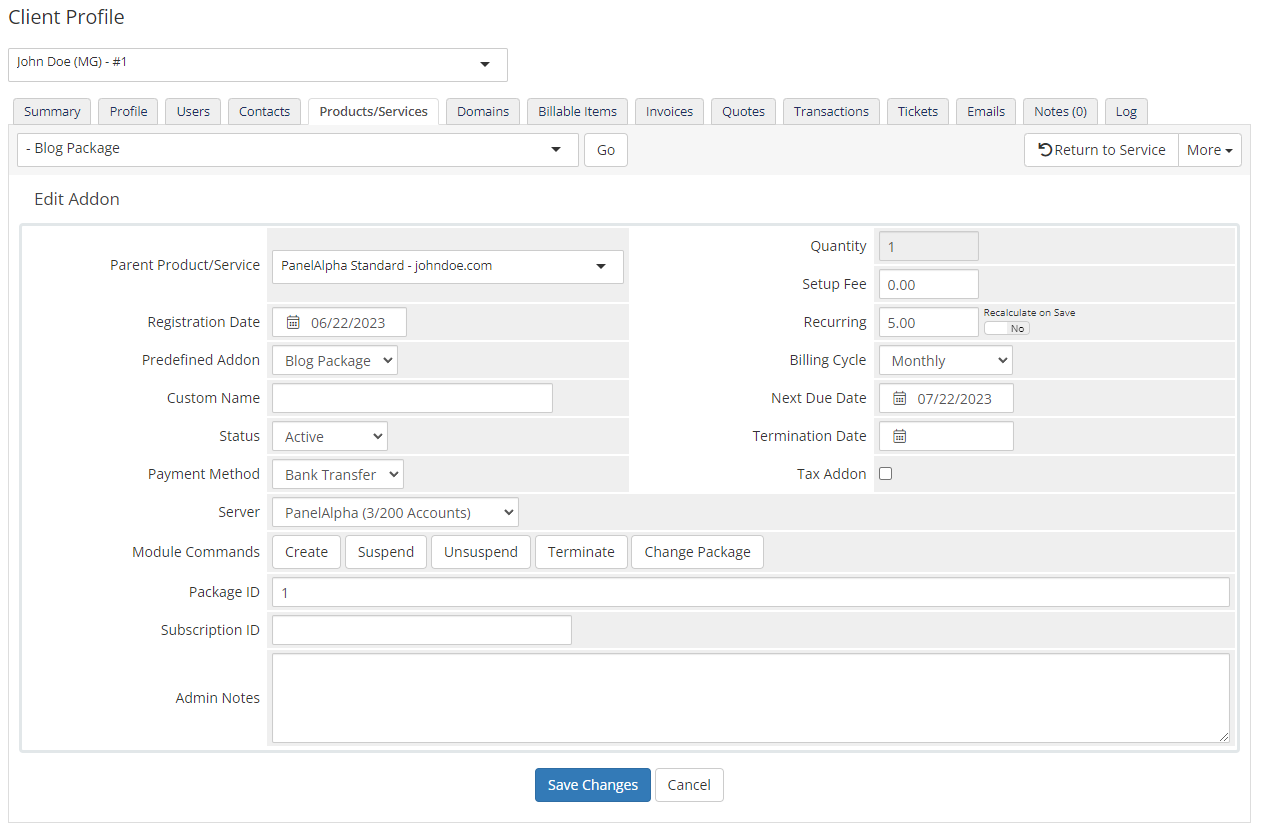 Client Profile
John Doe (MG) - #1
Summary Profile Users Contacts Products/Services Domains Billable Items Invoices Quotes Transactions Tickets Emails Notes (0) Log
- Blog Package Go Return to Service More
Edit Addon
Parent Product/Service PanelAlpha Standard - johndoe.com
Quantity 1
Setup Fee 0.00
Registration Date 06/22/2023
Recurring 5.00 Recalculate on Save No
Predefined Addon Blog Package
Billing Cycle Monthly
Custom Name
Next Due Date 07/22/2023
Status Active
Termination Date
Payment Method Bank Transfer
Tax Addon
Server PanelAlpha (3/200 Accounts)
Module Commands Create Suspend Unsuspend Terminate Change Package
Package ID 1
Subscription ID
Admin Notes
Save Changes Cancel